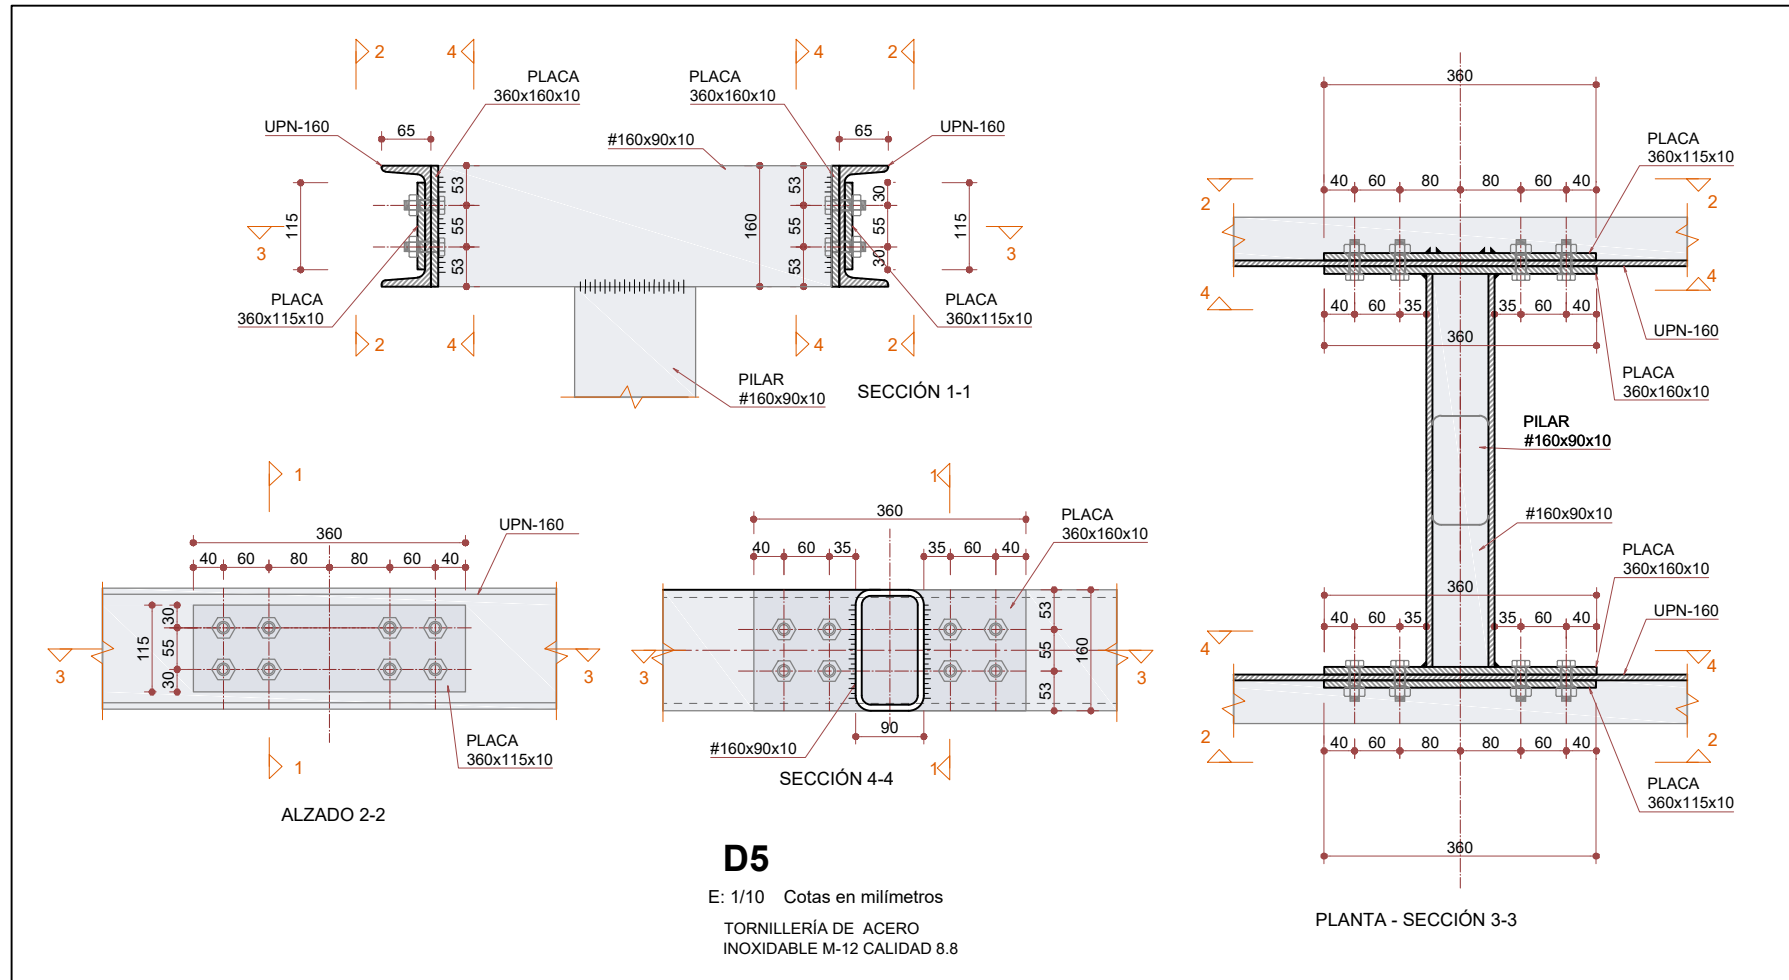 2
4
4
2
PLACA
360x160x10
PLACA
360x160x10
UPN-160
65
#160x90x10
65
UPN-160
53
55
53
160
53
55
53
30
55
30
115
115
3
3
PLACA
360x115x10
PLACA
360x115x10
2
4
4
2
PILAR
#160x90x10
SECCIÓN 1-1
1
1
360
UPN-160
40
60
80
80
60
40
115
30
55
30
3
3
PLACA
360x115x10
1
1
ALZADO 2-2
1
360
PLACA
360x160x10
40
60
35
35
60
40
53
55
53
160
3
3
90
#160x90x10
1
SECCIÓN 4-4
360
PLACA
360x115x10
40
60
80
80
60
40
2
2
4
4
40
60
35
35
60
40
UPN-160
360
PLACA
360x160x10
PILAR
#160x90x10
#160x90x10
PLACA
360x160x10
360
UPN-160
40
60
35
35
60
40
4
4
2
2
40
60
80
80
60
40
PLACA
360x115x10
360
PLANTA - SECCIÓN 3-3
D5
E: 1/10 Cotas en milímetros
TORNILLERÍA DE ACERO
INOXIDABLE M-12 CALIDAD 8.8